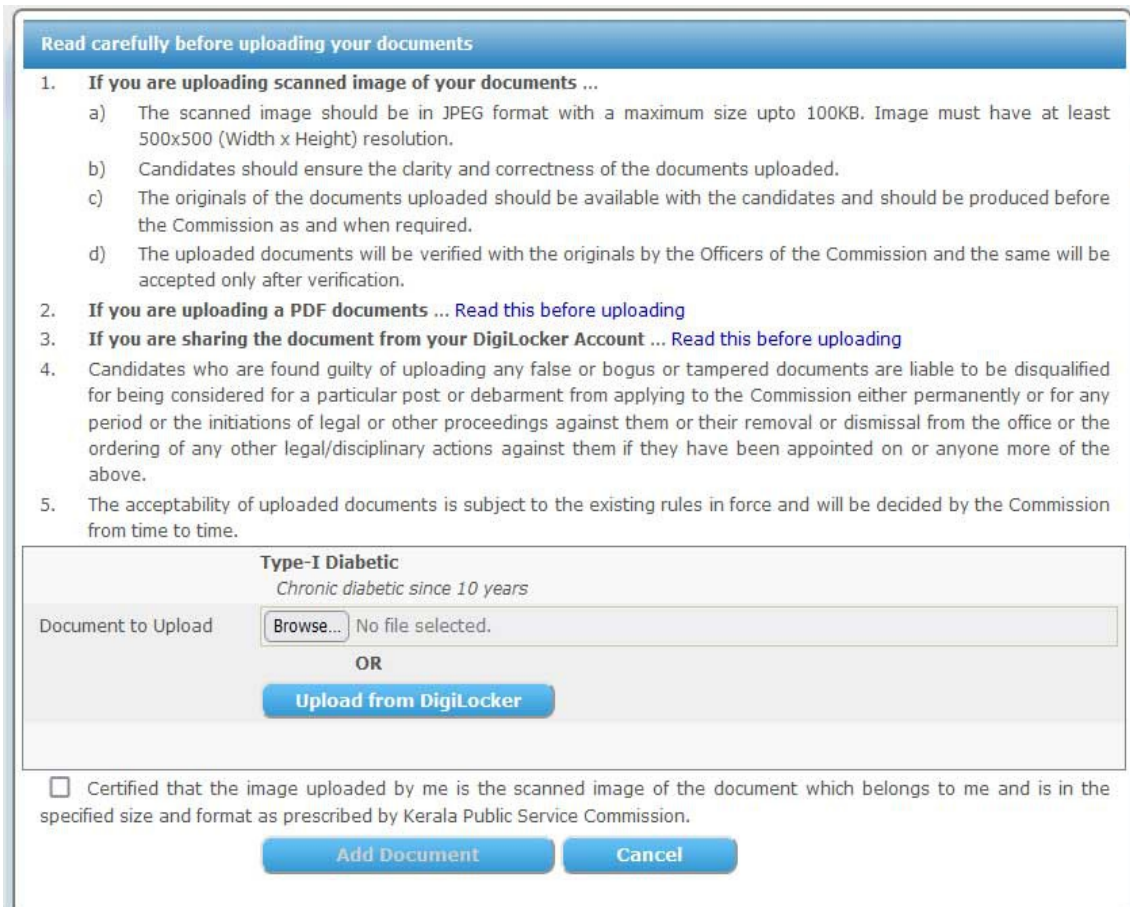 Read carefully before uploading your documents
1. If you are uploading scanned image of your documents ...
a) The scanned image should be in JPEG format with a maximum size upto 100KB. Image must have at least
500x500 (Width x Height) resolution.
b) Candidates should ensure the clarity and correctness of the documents uploaded.
c) The originals of the documents uploaded should be available with the candidates and should be produced before
the Commission as and when required.
d) The uploaded documents will be verified with the originals by the Officers of the Commission and the same will be
accepted only after verification.
2. If you are uploading a PDF documents ... Read this before uploading
3. If you are sharing the document from your DigiLocker Account ... Read this before uploading
4. Candidates who are found guilty of uploading any false or bogus or tampered documents are liable to be disqualified
for being considered for a particular post or debarment from applying to the Commission either permanently or for any
period or the initiations of legal or other proceedings against them or their removal or dismissal from the office or the
ordering of any other legal/disciplinary actions against them if they have been appointed on or anyone more of the
above.
5. The acceptability of uploaded documents is subject to the existing rules in force and will be decided by the Commission
from time to time.
Type-I Diabetic
Chronic diabetic since 10 years
Document to Upload Browse... No file selected.
OR
Upload from DigiLocker
Certified that the image uploaded by me is the scanned image of the document which belongs to me and is in the
specified size and format as prescribed by Kerala Public Service Commission.
Add Document Cancel